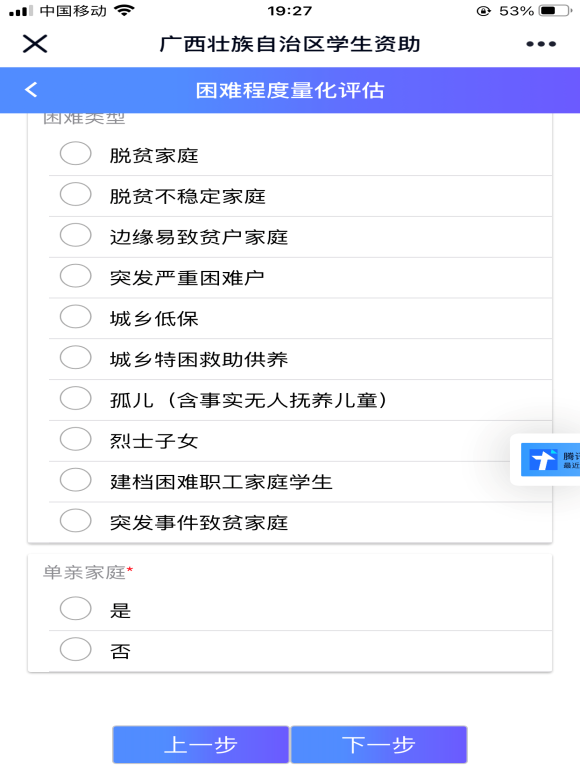 中国移动
19:27
53%
广西壮族自治区学生资助
困难程度量化评估
困难类型
脱贫家庭
脱贫不稳定家庭
边缘易致贫户家庭
突发严重困难户
城乡低保
城乡特困救助供养
孤儿（含事实无人抚养儿童）
烈士子女
腾讯
最近
建档困难职工家庭学生
突发事件致贫家庭
单亲家庭*
是
否
上一步
下一步